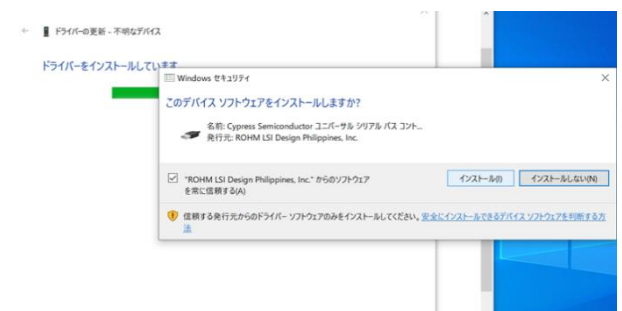 ドライバーの更新 - 不明なデバイス
ドライバーをインストールしています
Windows セキュリティ
このデバイス ソフトウェアをインストールしますか?
名前: Cypress Semiconductor ユニバーサル シリアル バス コント...
発行元: ROHM LSI Design Philippines, Inc.
"ROHM LSI Design Philippines, Inc." からのソフトウェア
を常に信頼する(A)
インストール(I)
インストールしない(N)
信頼する発行元からのドライバー ソフトウェアのみをインストールしてください。安全にインストールできるデバイス ソフトウェアを判断する方
法